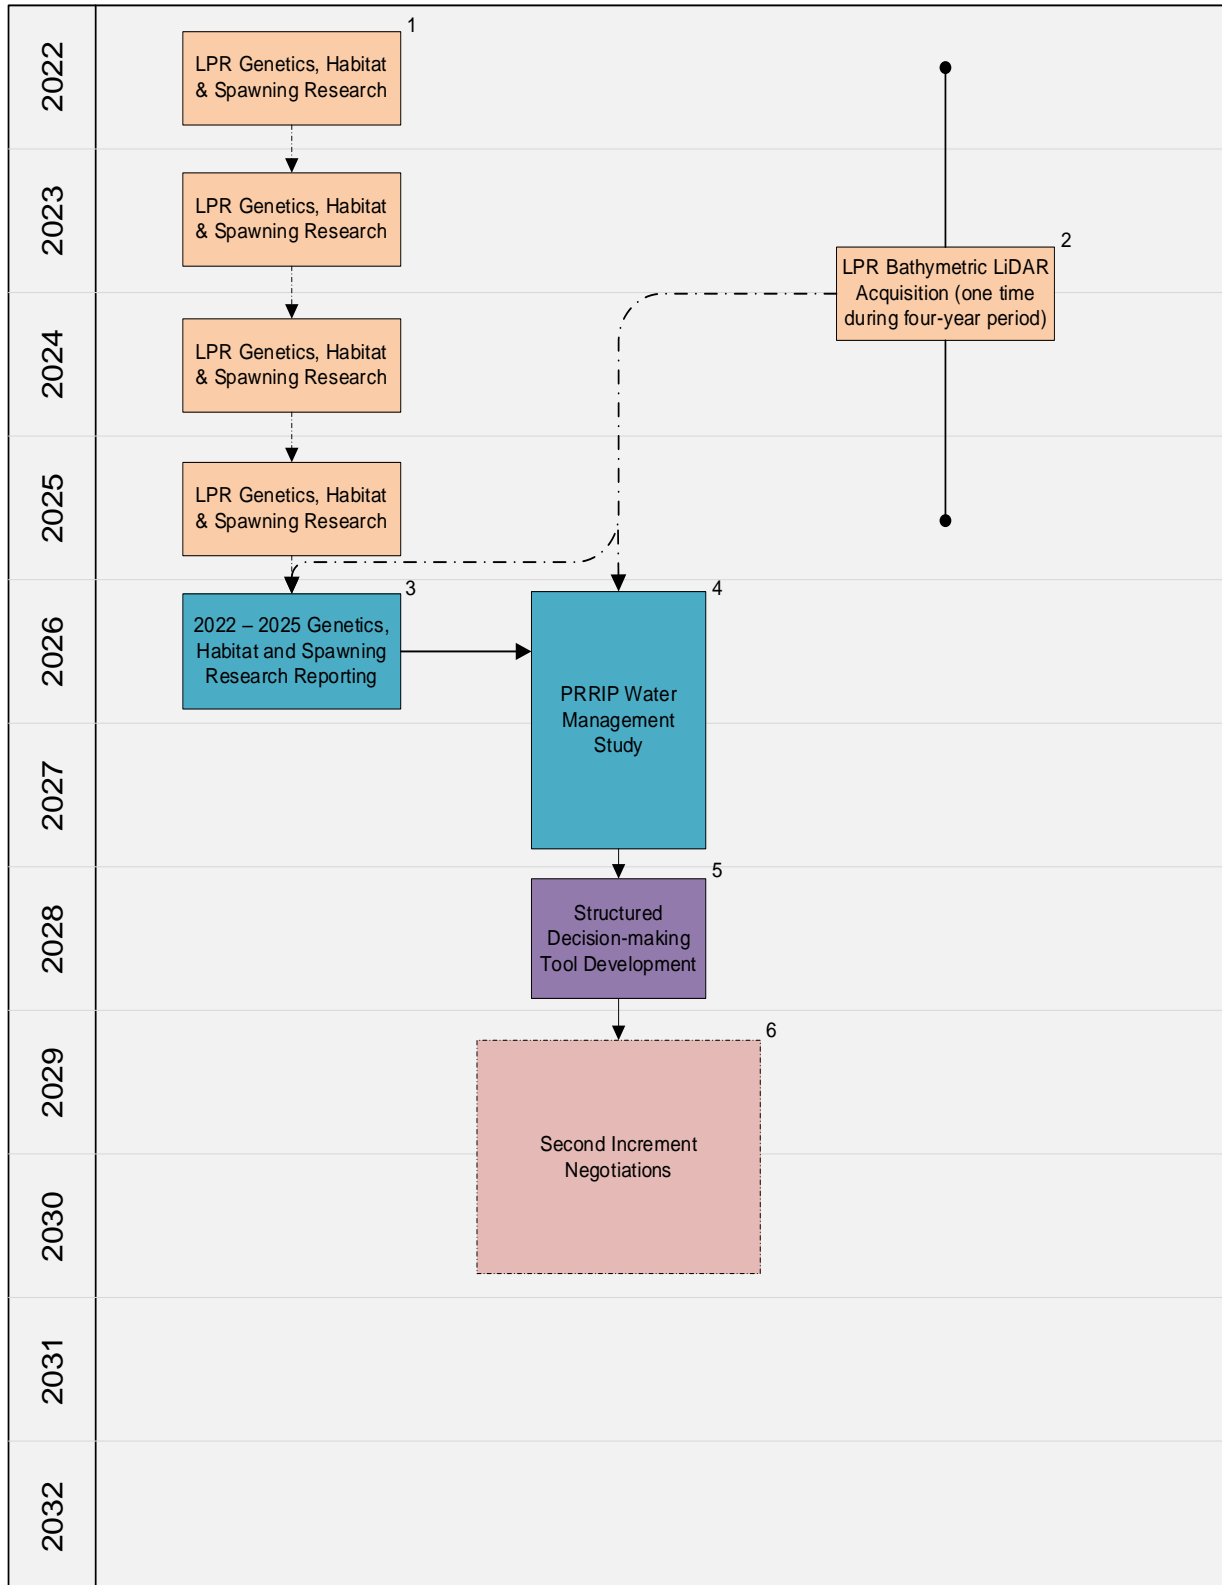 2022
1
LPR Genetics, Habitat
& Spawning Research
2023
LPR Genetics, Habitat
& Spawning Research
2
LPR Bathymetric LiDAR
Acquisition (one time
during four-year period)
2024
LPR Genetics, Habitat
& Spawning Research
2025
LPR Genetics, Habitat
& Spawning Research
2026
3
2022 – 2025 Genetics,
Habitat and Spawning
Research Reporting
4
PRRIP Water
Management
Study
2027
2028
5
Structured
Decision-making
Tool Development
2029
6
Second Increment
Negotiations
2030
2031
2032